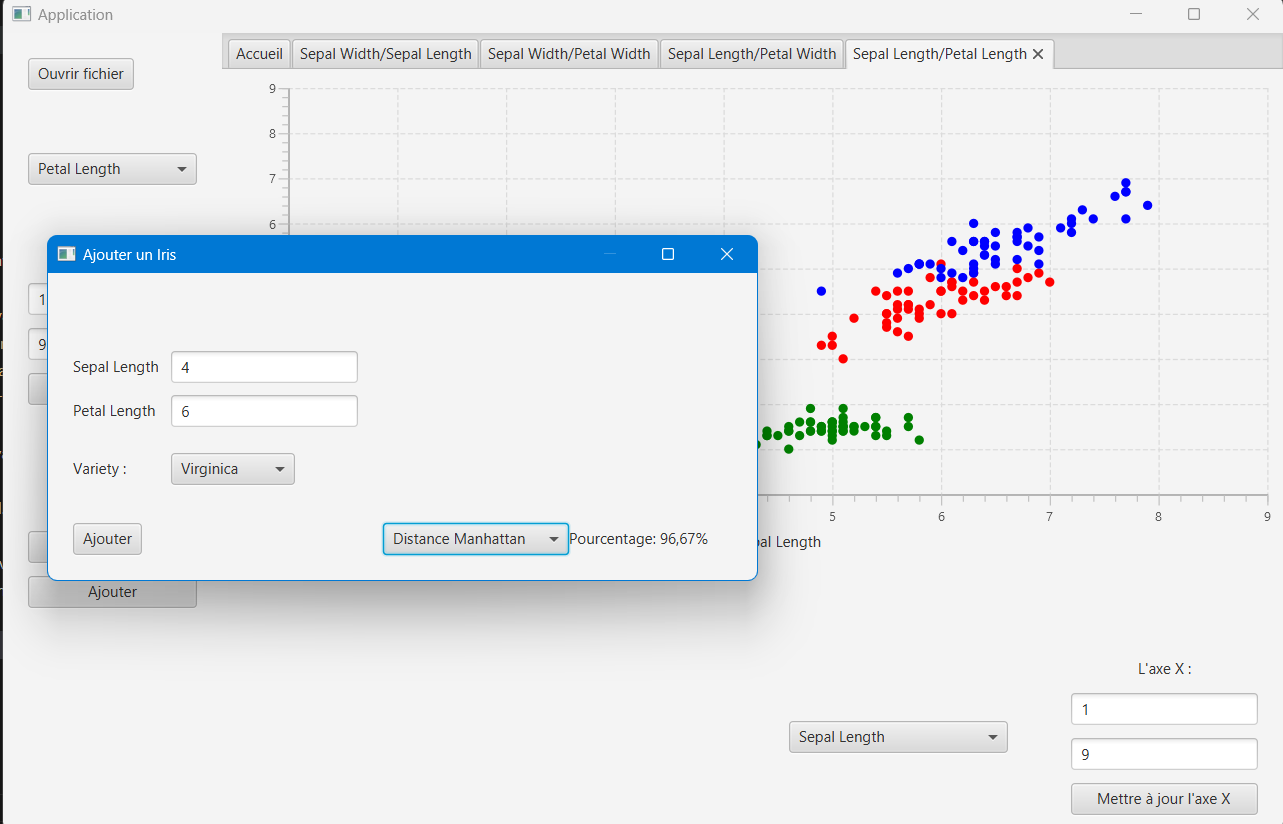 Application
Accueil
Sepal Width/Sepal Length
Sepal Width/Petal Width
Sepal Length/Petal Width
Sepal Length/Petal Length
Ouvrir fichier
Petal Length
9
8
7
6
Ajouter un Iris
1
9
Sepal Length
4
Petal Length
6
Variety :
Virginica
Ajouter
Distance Manhattan
Pourcentage: 96,67%
5
6
7
8
9
Length
Ajouter
L'axe X :
1
Sepal Length
9
Mettre à jour l'axe X